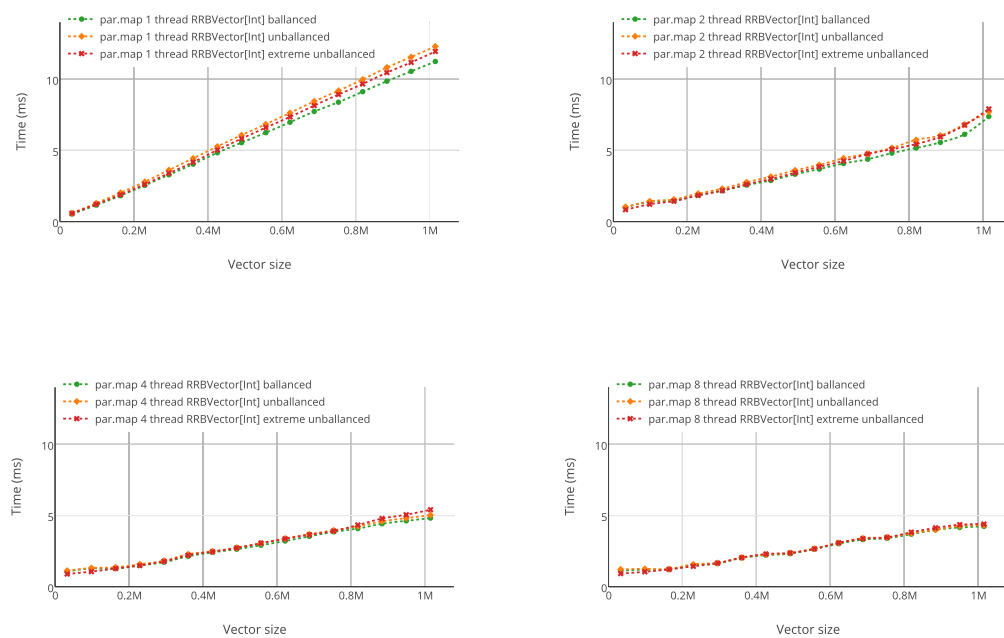 par.map 1 thread RRBVector[Int] ballanced
par.map 1 thread RRBVector[Int] unballanced
par.map 1 thread RRBVector[Int] extreme unballanced
10
5
0
Time (ms)
0 0.2M 0.4M 0.6M 0.8M 1M
Vector size
par.map 2 thread RRBVector[Int] ballanced
par.map 2 thread RRBVector[Int] unballanced
par.map 2 thread RRBVector[Int] extreme unballanced
10
5
0
Time (ms)
0 0.2M 0.4M 0.6M 0.8M 1M
Vector size
par.map 4 thread RRBVector[Int] ballanced
par.map 4 thread RRBVector[Int] unballanced
par.map 4 thread RRBVector[Int] extreme unballanced
10
5
0
Time (ms)
0 0.2M 0.4M 0.6M 0.8M 1M
Vector size
par.map 8 thread RRBVector[Int] ballanced
par.map 8 thread RRBVector[Int] unballanced
par.map 8 thread RRBVector[Int] extreme unballanced
10
5
0
Time (ms)
0 0.2M 0.4M 0.6M 0.8M 1M
Vector size